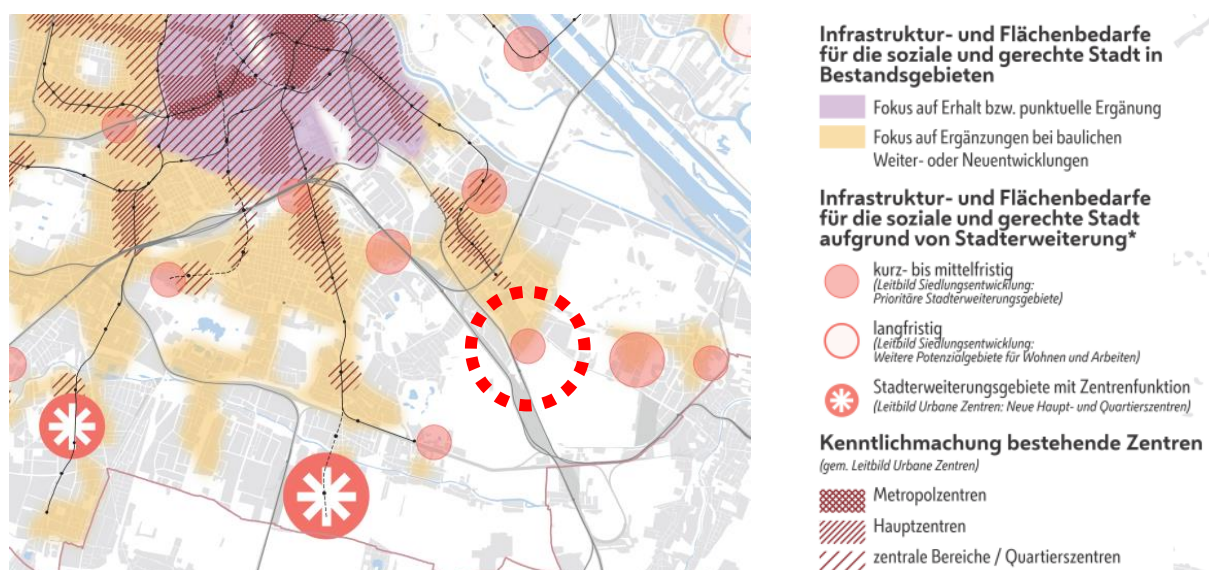 Infrastruktur- und Flächenbedarfe
für die soziale und gerechte Stadt in
Bestandsgebieten
Fokus auf Erhalt bzw. punktuelle Ergänung
Fokus auf Ergänzungen bei baulichen
Weiter- oder Neuentwicklungen
Infrastruktur- und Flächenbedarfe
für die soziale und gerechte Stadt
aufgrund von Stadterweiterung*
kurz- bis mittelfristig
(Leitbild Siedlungsentwicklung:
Prioritäre Stadterweiterungsgebiete)
langfristig
(Leitbild Siedlungsentwicklung:
Weitere Potenzialgebiete für Wohnen und Arbeiten)
Stadterweiterungsgebiete mit Zentrenfunktion
(Leitbild Urbane Zentren: Neue Haupt- und Quartierszentren)
Kenntlichmachung bestehende Zentren
(gem. Leitbild Urbane Zentren)
Metropolzentren
Hauptzentren
zentrale Bereiche / Quartierszentren